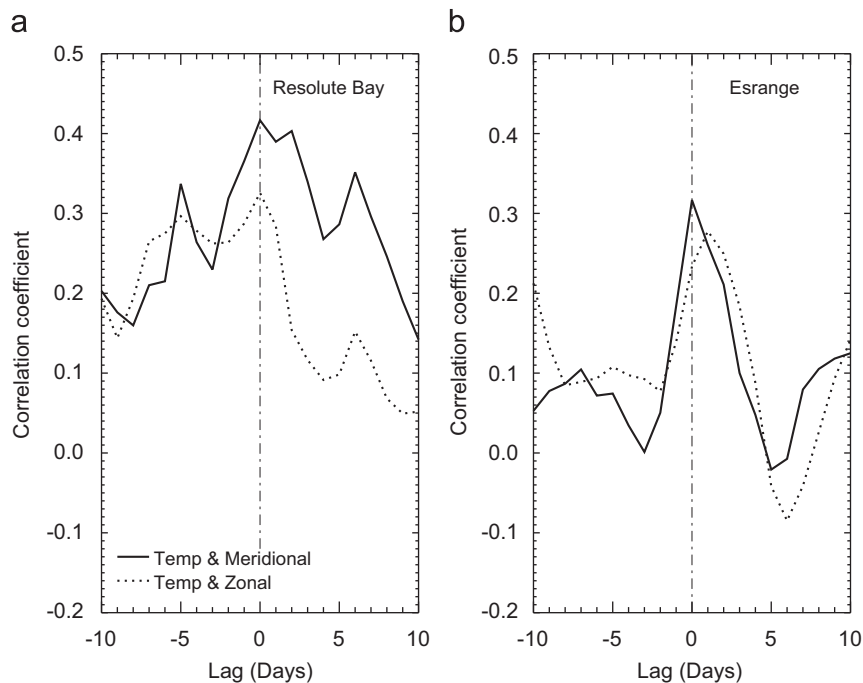 a
0.5
0.4
0.3
0.2
0.1
0.0
-0.1
-0.2
Correlation coefficient
Resolute Bay
Temp & Meridional
Temp & Zonal
-10 -5 0 5 10
Lag (Days)
b
0.5
0.4
0.3
0.2
0.1
0.0
-0.1
-0.2
Correlation coefficient
Esrange
-10 -5 0 5 10
Lag (Days)